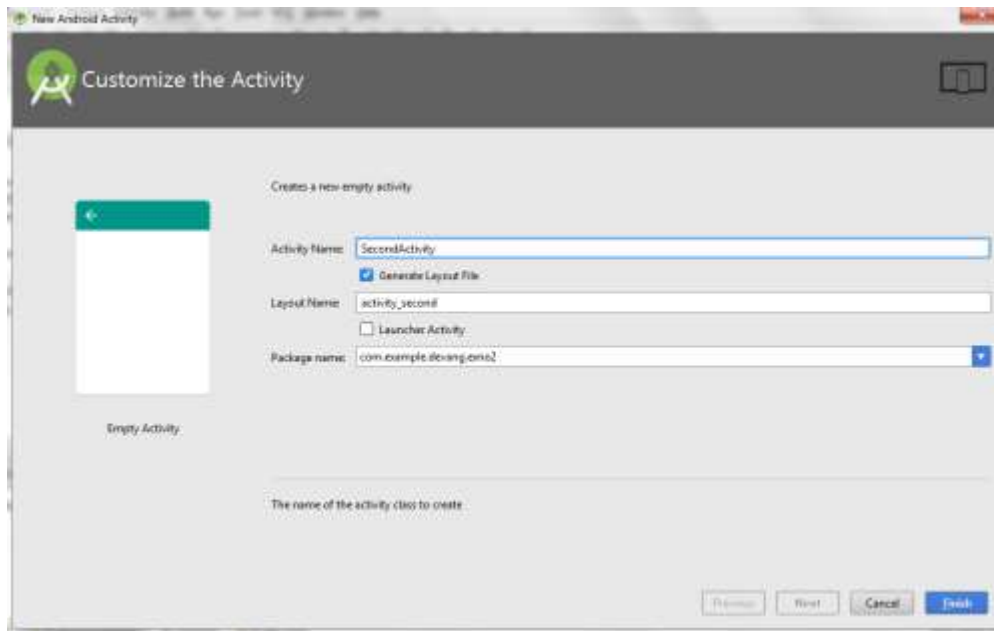 New Android Activity
Customize the Activity
Creates a new empty activity
Activity Name: SecondActivity
Generate Layout File
Layout Name: activity_second
Launcher Activity
Package name:
Empty Activity
The name of the activity class to create
Previous Next Cancel Finish